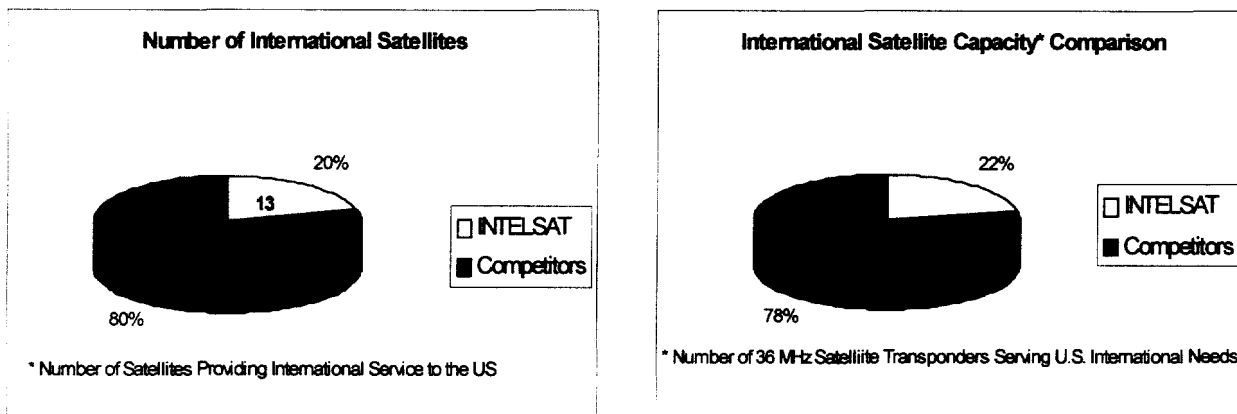 Number of International Satellites
20%
13
INTELSAT
Competitors
80%
* Number of Satellites Providing International Service to the US
International Satellite Capacity* Comparison
22%
INTELSAT
Competitors
78%
* Number of 36 MHz Satelliite Transponders Serving U.S. International Needs